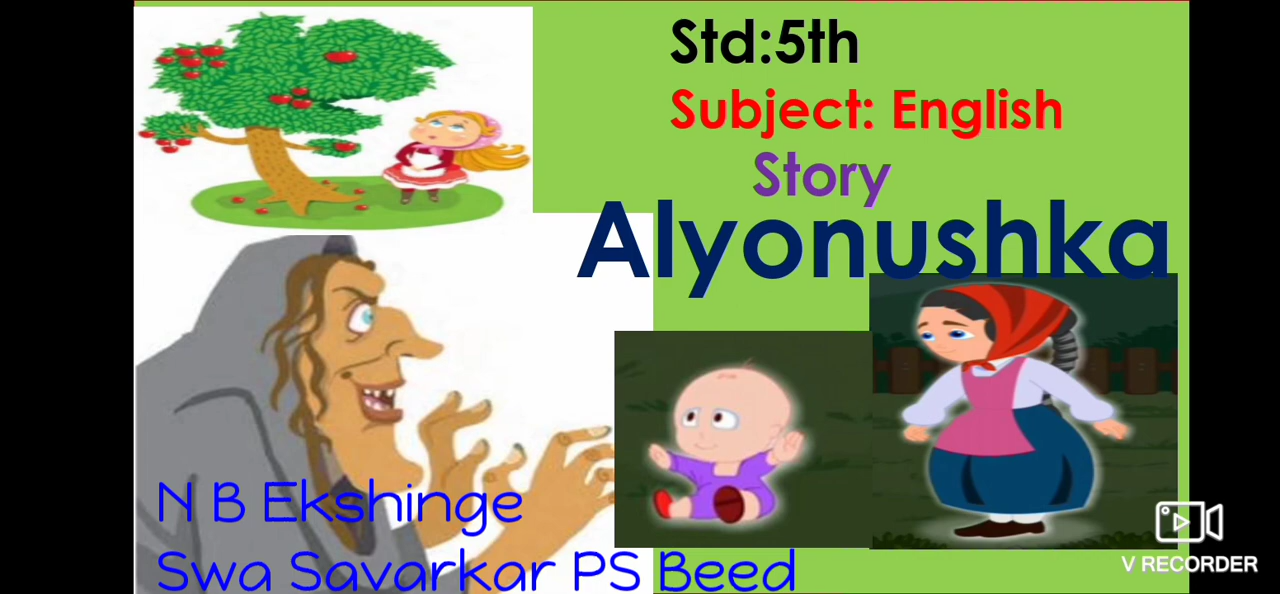 Std:5th
Subject: English
Story
Alyonushka
N B Ekshinge
Swa Savarkar PS Beed
V RECORDER